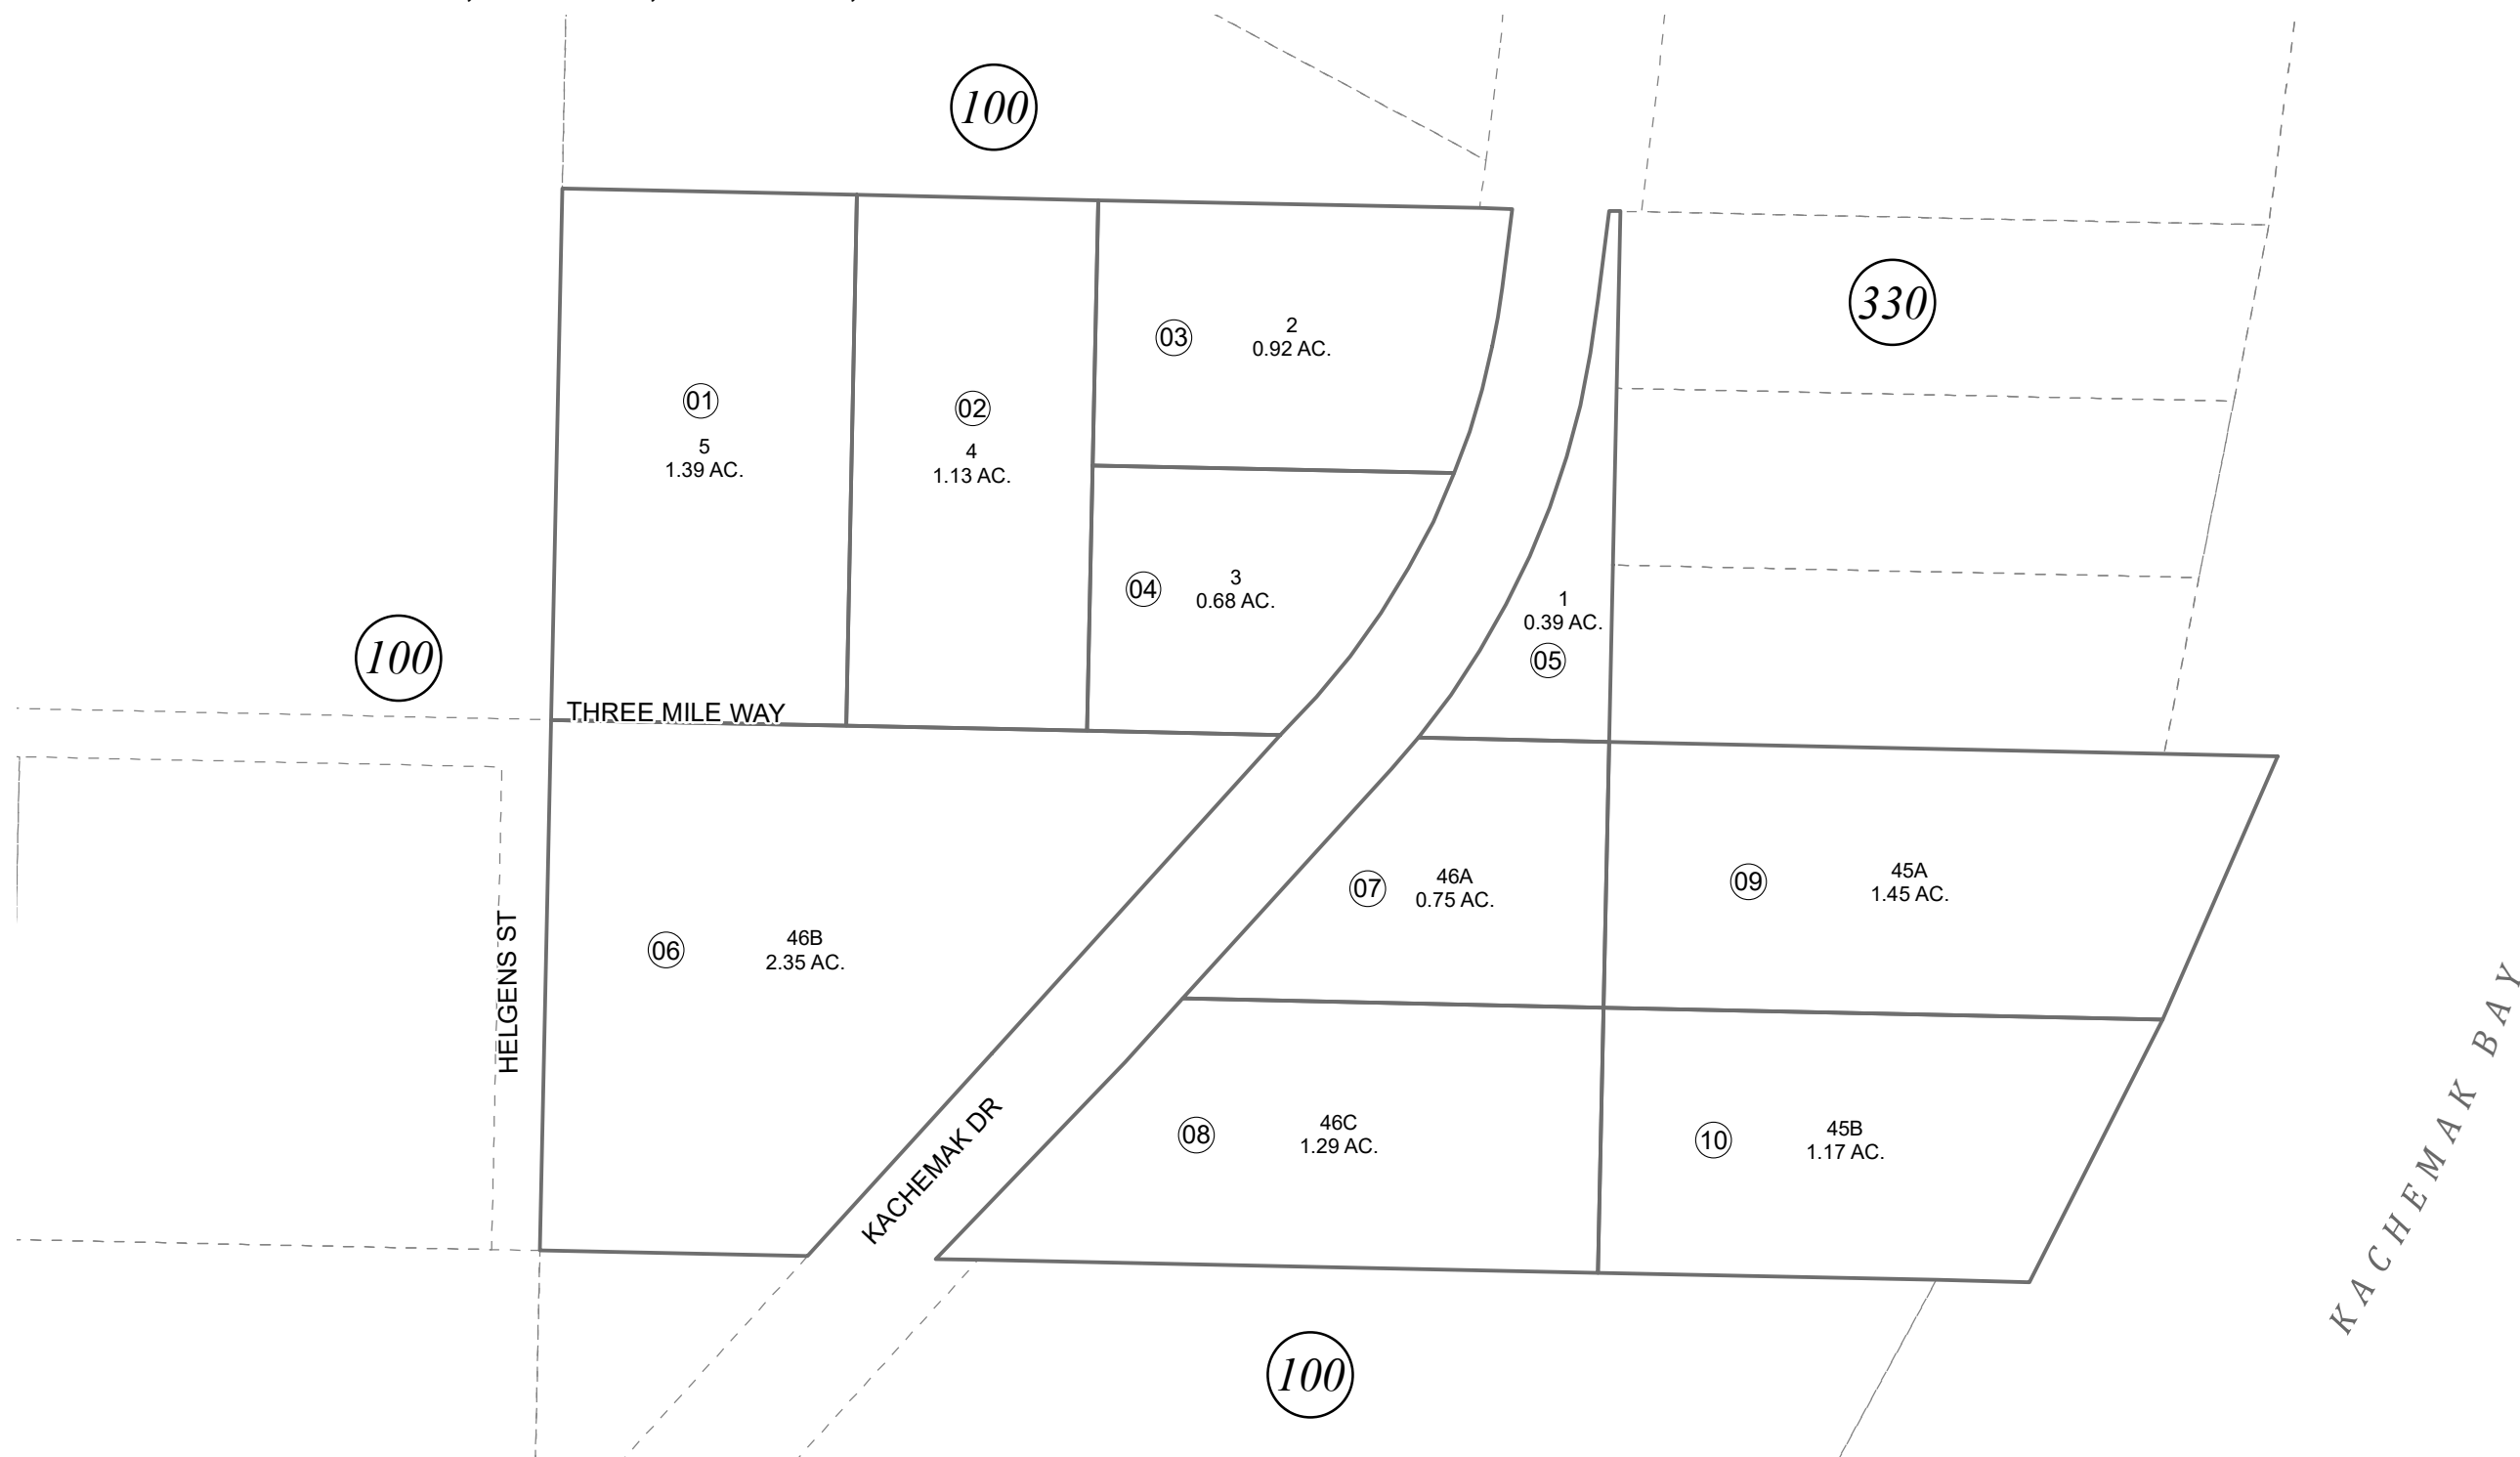 100
330
03
2
0.92 AC.
01
5
1.39 AC.
02
4
1.13 AC.
04
3
0.68 AC.
1
0.39 AC.
05
100
THREE MILE WAY
07
46A
0.75 AC.
09
45A
1.45 AC.
06
46B
2.35 AC.
HELGENS ST
KACHEMAK DR
08
46C
1.29 AC.
10
45B
1.17 AC.
KACHEMAK BAY
100